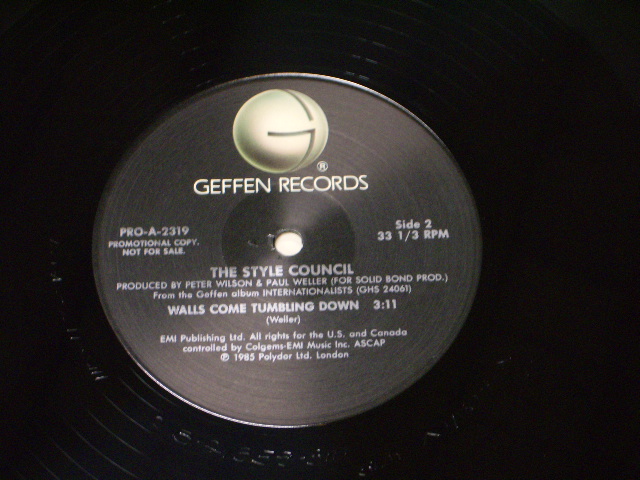 G
®
GEFFEN RECORDS
PRO-A-2319
PROMOTIONAL COPY.
NOT FOR SALE.
Side 2
33 1/3 RPM
THE STYLE COUNCIL
PRODUCED BY PETER WILSON & PAUL WELLER (FOR SOLID BOND PROD.)
From the Geffen album INTERNATIONALISTS (GHS 24061)
WALLS COME TUMBLING DOWN 3:11
(Weller)
EMI Publishing Ltd. All rights for the U.S. and Canada
controlled by Colgems-EMI Music Inc. ASCAP
℗ 1985 Polydor Ltd. London